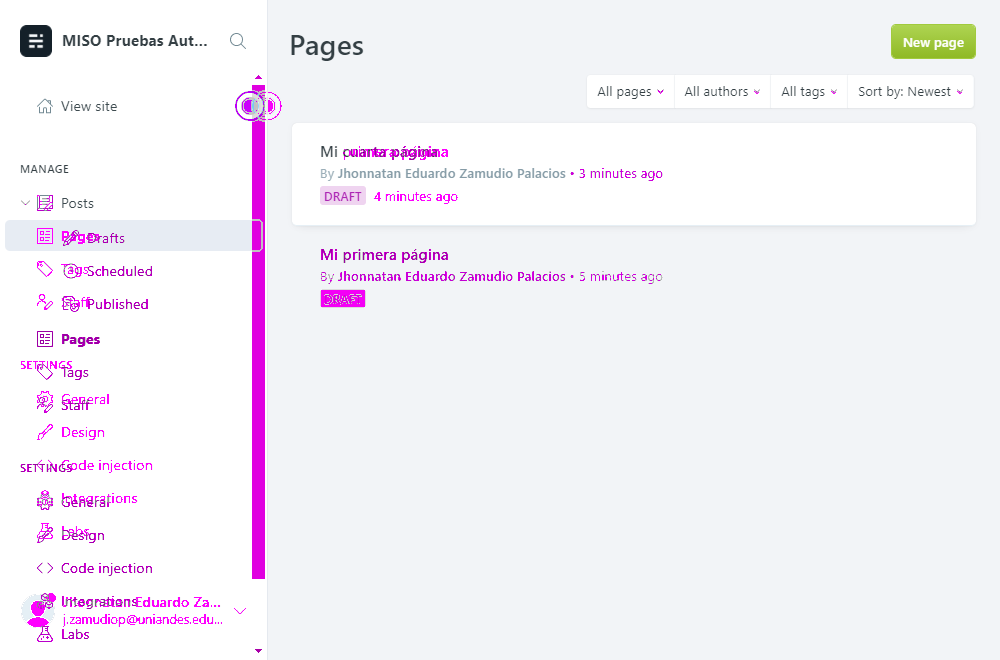 MISO Pruebas Aut...
View site
MANAGE
Posts
Pages
Drafts
Tags
Scheduled
Staff
Published
Pages
SETTINGS
Tags
General
Staff
Design
Code injection
SETTINGS
Integrations
General
Labs
Design
Code injection
Integrations
Jhonnatan Eduardo Za...
j.zamudiop@uniandes.edu...
Labs
Pages
New page
All pages
All authors
All tags
Sort by: Newest
Mi página
By Jhonnatan Eduardo Zamudio Palacios • 3 minutes ago
DRAFT 4 minutes ago
Mi primera página
By Jhonnatan Eduardo Zamudio Palacios • 5 minutes ago
DRAFT